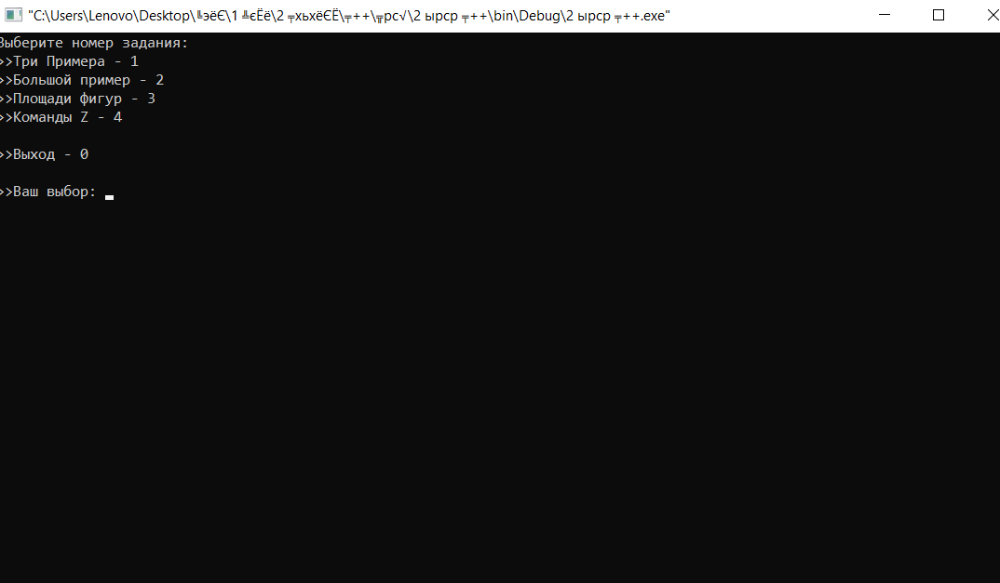 "C:\Users\Lenovo\Desktop\╚эёЄ\1 ╩єЁё\2 ╤хьхёЄЁ\╤++\╦рс√\2 ырср ╤++\bin\Debug\2 ырср ╤++.exe"
Выберите номер задания:
>>Три Примера - 1
>>Большой пример - 2
>>Площади фигур - 3
>>Команды Z - 4
>>Выход - 0
>>Ваш выбор: